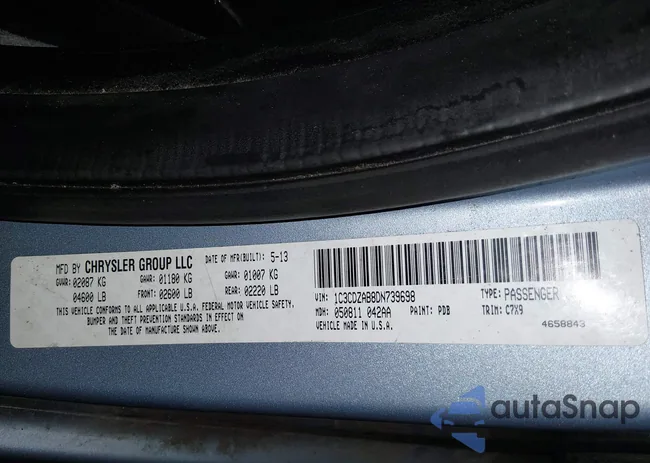 MFD BY CHRYSLER GROUP LLC DATE OF MFR(BUILT): 5-13
GVWR: 02087 KG GAWR: 01180 KG GAWR: 01007 KG
04600 LB FRONT: 02600 LB REAR: 02220 LB
THIS VEHICLE CONFORMS TO ALL APPLICABLE U.S.A. FEDERAL MOTOR VEHICLE SAFETY,
BUMPER AND THEFT PREVENTION STANDARDS IN EFFECT ON
THE DATE OF MANUFACTURE SHOWN ABOVE.
VIN: 1C3CDZAB8DN739698 TYPE: PASSENGER
MDH: 050811 042AA PAINT: PDB TRIM: C7X9
4658843
autoSnap